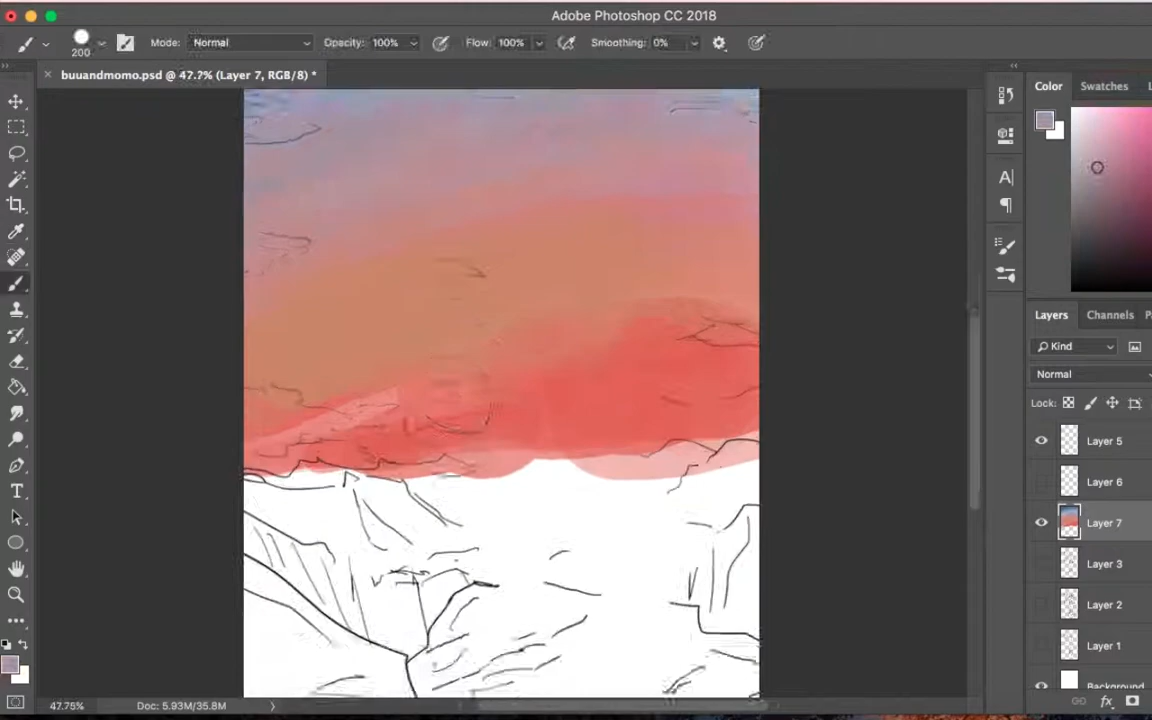 Adobe Photoshop CC 2018
200
Mode: Normal Opacity: 100% Flow: 100% Smoothing: 0%
buuandmomo.psd @ 47.7% (Layer 7, RGB/8) *
Color Swatches
Layers Channels
Kind
Normal
Lock:
Layer 5
Layer 6
Layer 7
Layer 3
Layer 2
Layer 1
Background
fx
47.75% Doc: 5.93M/35.8M